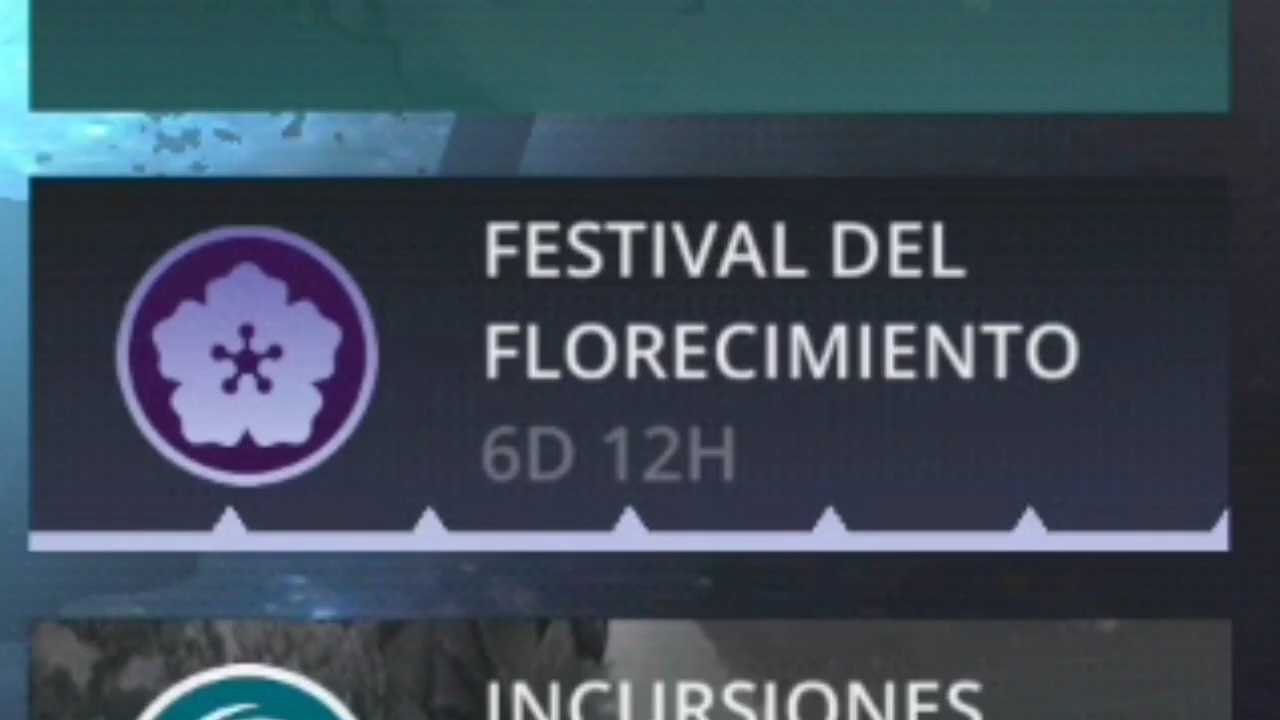 FESTIVAL DEL
FLORECIMIENTO
6D 12H
INCURSIONES